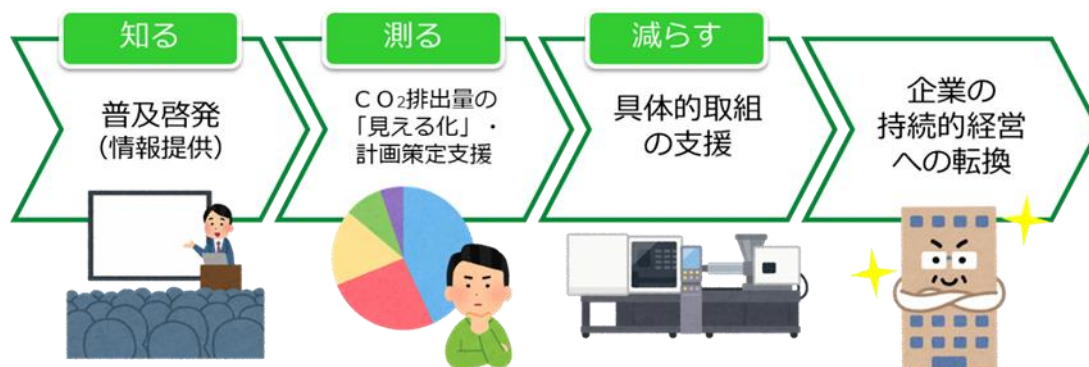 知る
普及啓発
(情報提供)
測る
ＣＯ₂排出量の
「見える化」・
計画策定支援
減らす
具体的取組
の支援
企業の
持続的経営
への転換